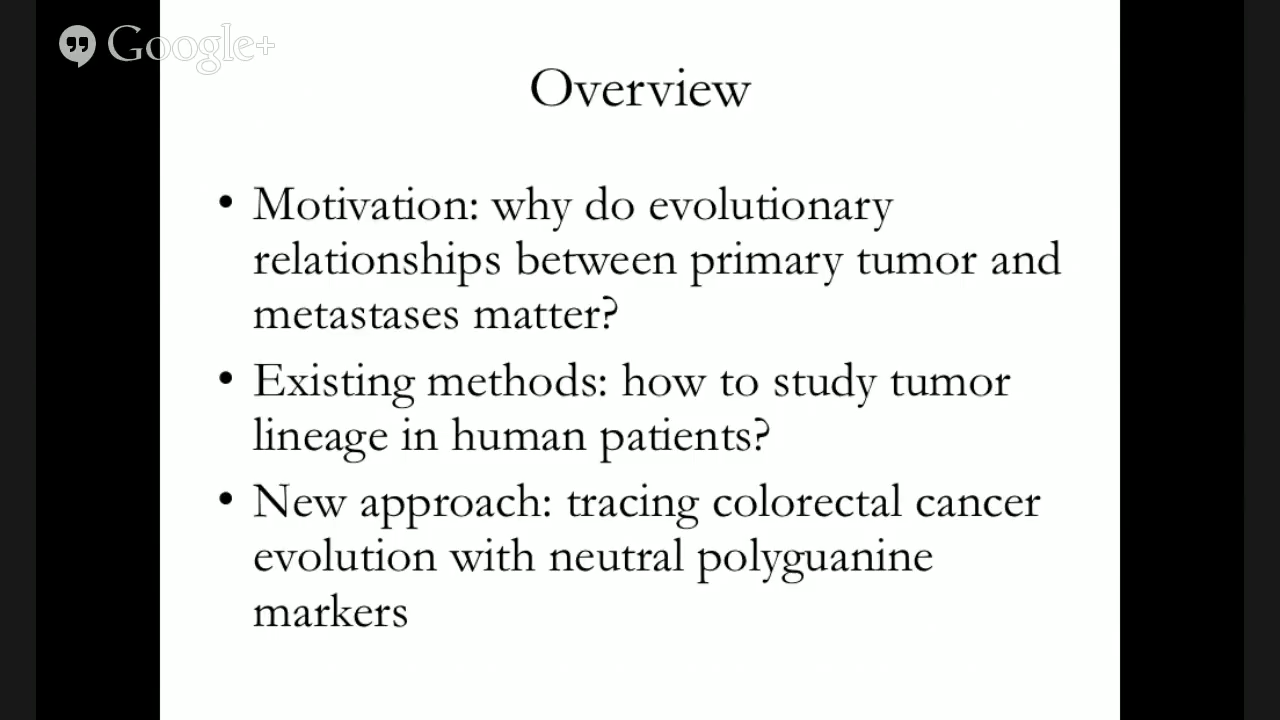 Google+
Overview
• Motivation: why do evolutionary
relationships between primary tumor and
metastases matter?
• Existing methods: how to study tumor
lineage in human patients?
• New approach: tracing colorectal cancer
evolution with neutral polyguanine
markers